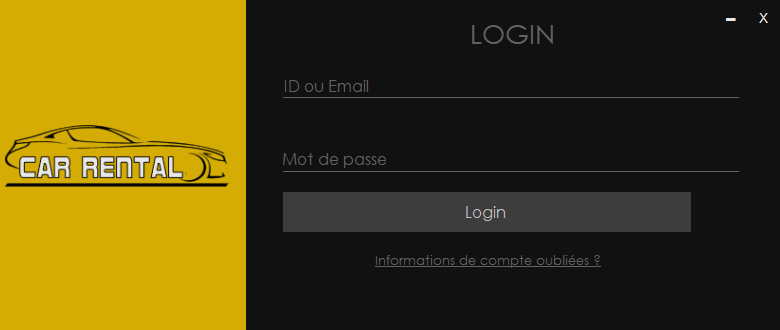 LOGIN
X
ID ou Email
CAR RENTAL
Mot de passe
Login
Informations de compte oubliées ?